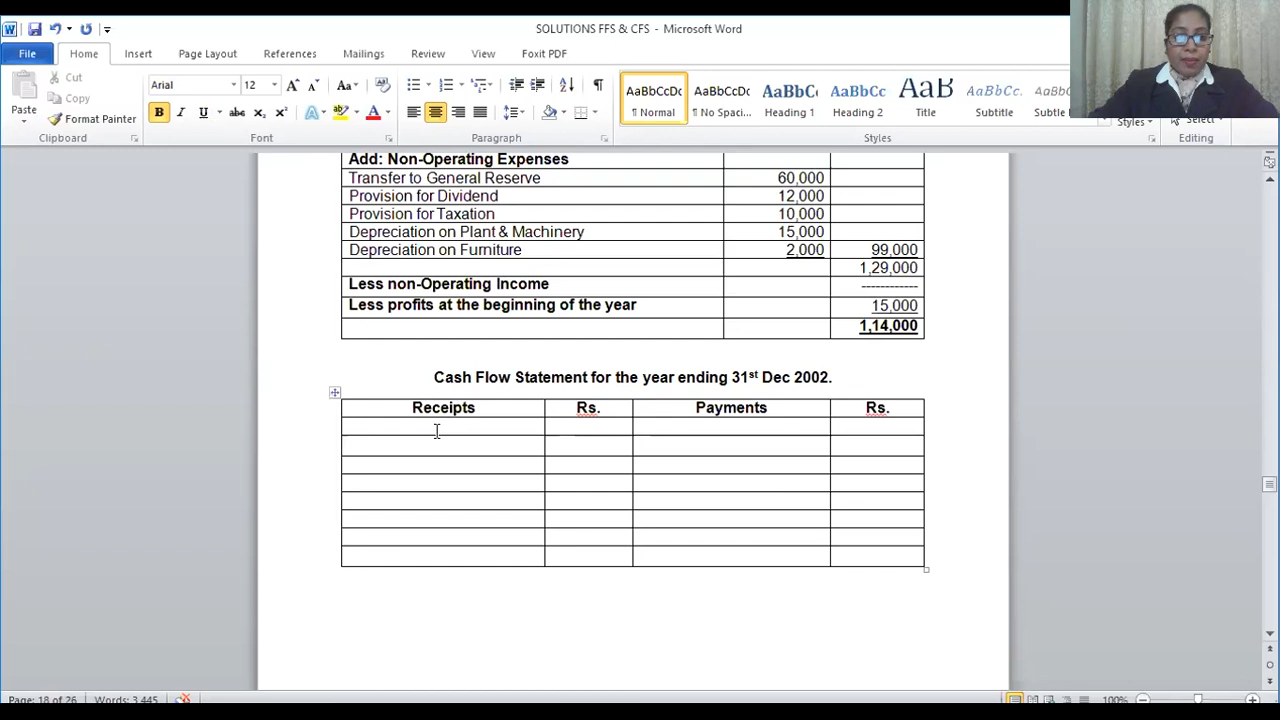 SOLUTIONS FFS & CFS - Microsoft Word
File Home Insert Page Layout References Mailings Review View Foxit PDF
Paste
Cut
Copy
Format Painter
Clipboard
Arial 12
Font
Paragraph
AaBbCcDc AaBbCcDc AaBbC AaBbCc AaB AaBbCcL AaBbCc
¶ Normal ¶ No Spaci... Heading 1 Heading 2 Title Subtitle Subtle
Styles
Styles
Select
Editing
Add: Non-Operating Expenses
Transfer to General Reserve 60,000
Provision for Dividend 12,000
Provision for Taxation 10,000
Depreciation on Plant & Machinery 15,000
Depreciation on Furniture 2,000 99,000
1,29,000
Less non-Operating Income ------------
Less profits at the beginning of the year 15,000
1,14,000
Cash Flow Statement for the year ending 31st Dec 2002.
Receipts Rs. Payments Rs.
Page: 18 of 26 Words: 3,445 100%